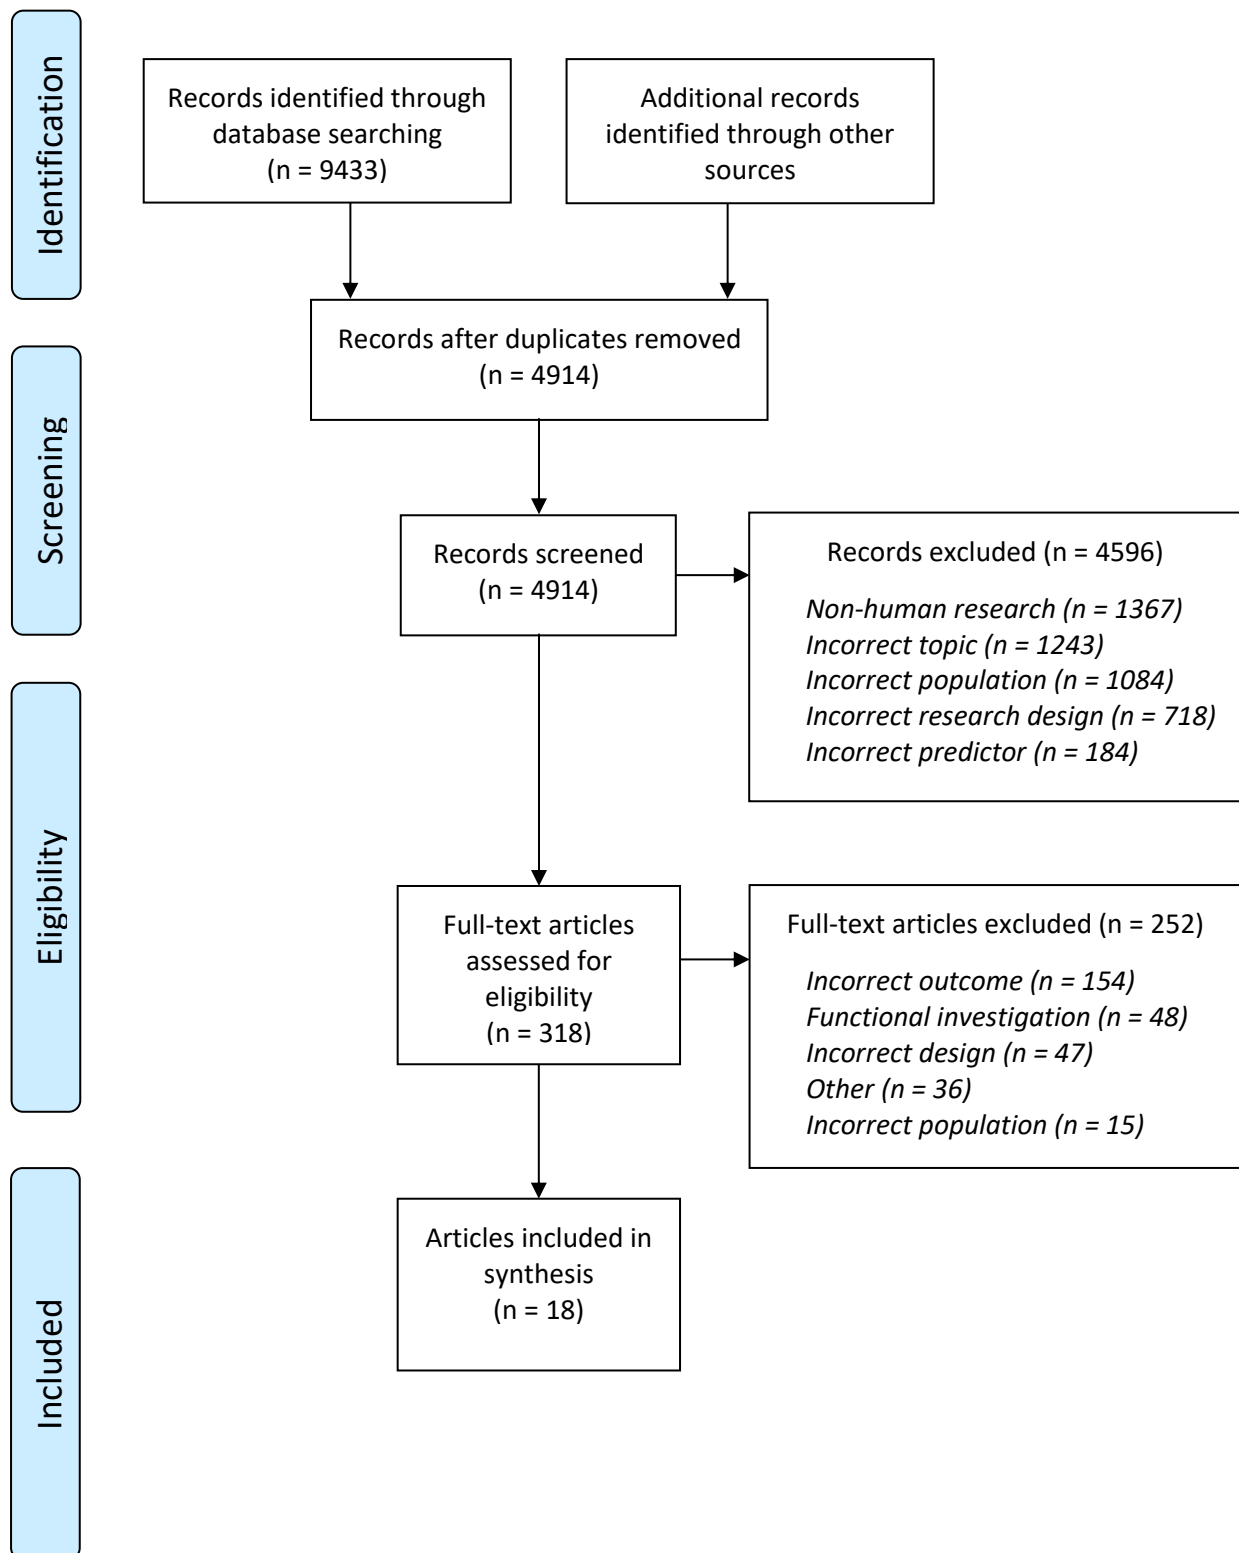 Identification
Records identified through
database searching
(n = 9433)
Additional records
identified through other
sources
Records after duplicates removed
(n = 4914)
Screening
Records screened
(n = 4914)
Records excluded (n = 4596)
Non-human research (n = 1367)
Incorrect topic (n = 1243)
Incorrect population (n = 1084)
Incorrect research design (n = 718)
Incorrect predictor (n = 184)
Eligibility
Full-text articles
assessed for
eligibility
(n = 318)
Full-text articles excluded (n = 252)
Incorrect outcome (n = 154)
Functional investigation (n = 48)
Incorrect design (n = 47)
Other (n = 36)
Incorrect population (n = 15)
Included
Articles included in
synthesis
(n = 18)